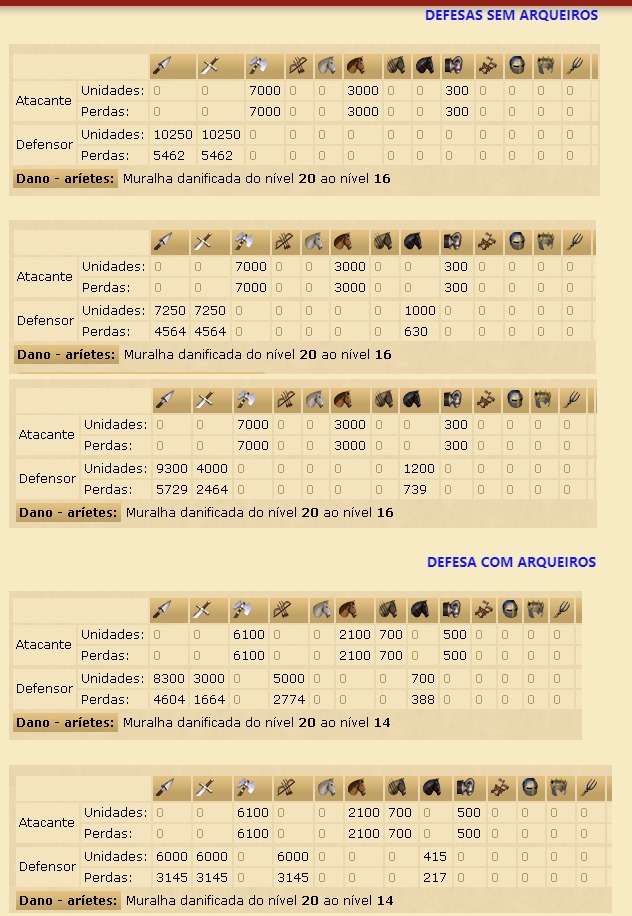 DEFESAS SEM ARQUEIROS
Atacante
Unidades: 0 0 7000 0 0 3000 0 0 300 0 0 0 0
Perdas: 0 0 7000 0 0 3000 0 0 300 0 0 0 0
Defensor
Unidades: 10250 10250 0 0 0 0 0 0 0 0 0 0 0
Perdas: 5462 5462 0 0 0 0 0 0 0 0 0 0 0
Dano - aríetes: Muralha danificada do nível 20 ao nível 16
Atacante
Unidades: 0 0 7000 0 0 3000 0 0 300 0 0 0 0
Perdas: 0 0 7000 0 0 3000 0 0 300 0 0 0 0
Defensor
Unidades: 7250 7250 0 0 0 0 0 1000 0 0 0 0 0
Perdas: 4564 4564 0 0 0 0 0 630 0 0 0 0 0
Dano - aríetes: Muralha danificada do nível 20 ao nível 16
Atacante
Unidades: 0 0 7000 0 0 3000 0 0 300 0 0 0 0
Perdas: 0 0 7000 0 0 3000 0 0 300 0 0 0 0
Defensor
Unidades: 9300 4000 0 0 0 0 0 1200 0 0 0 0 0
Perdas: 5729 2464 0 0 0 0 0 739 0 0 0 0 0
Dano - aríetes: Muralha danificada do nível 20 ao nível 16
DEFESA COM ARQUEIROS
Atacante
Unidades: 0 0 6100 0 0 2100 700 0 500 0 0 0 0
Perdas: 0 0 6100 0 0 2100 700 0 500 0 0 0 0
Defensor
Unidades: 8300 3000 0 5000 0 0 0 700 0 0 0 0 0
Perdas: 4604 1664 0 2774 0 0 0 388 0 0 0 0 0
Dano - aríetes: Muralha danificada do nível 20 ao nível 14
Atacante
Unidades: 0 0 6100 0 0 2100 700 0 500 0 0 0 0
Perdas: 0 0 6100 0 0 2100 700 0 500 0 0 0 0
Defensor
Unidades: 6000 6000 0 6000 0 0 0 415 0 0 0 0 0
Perdas: 3145 3145 0 3145 0 0 0 217 0 0 0 0 0
Dano - aríetes: Muralha danificada do nível 20 ao nível 14